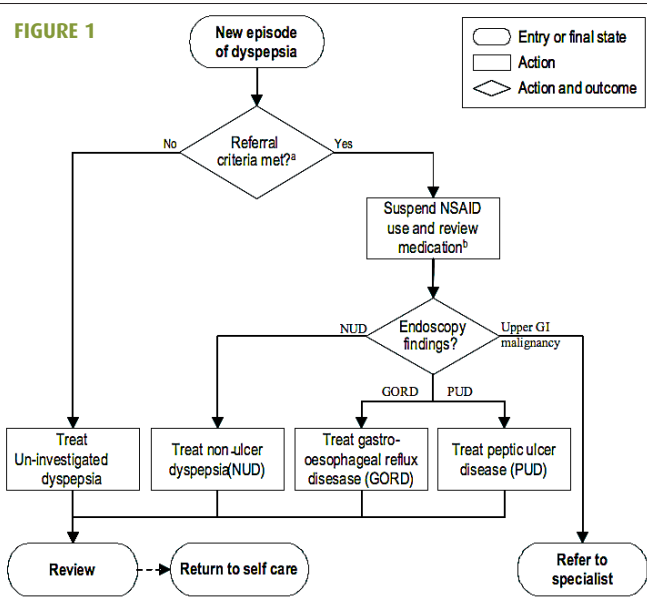 FIGURE 1
New episode
of dyspepsia
Entry or final state
Action
Action and outcome
No
Referral
criteria met?ᵃ
Yes
Suspend NSAID
use and review
medicationᵇ
NUD
Endoscopy
findings?
Upper GI
malignancy
GORD
PUD
Treat
Un-investigated
dyspepsia
Treat non-ulcer
dyspepsia(NUD)
Treat gastro-
oesophageal reflux
disesase (GORD)
Treat peptic ulcer
disease (PUD)
Review
Return to self care
Refer to
specialist